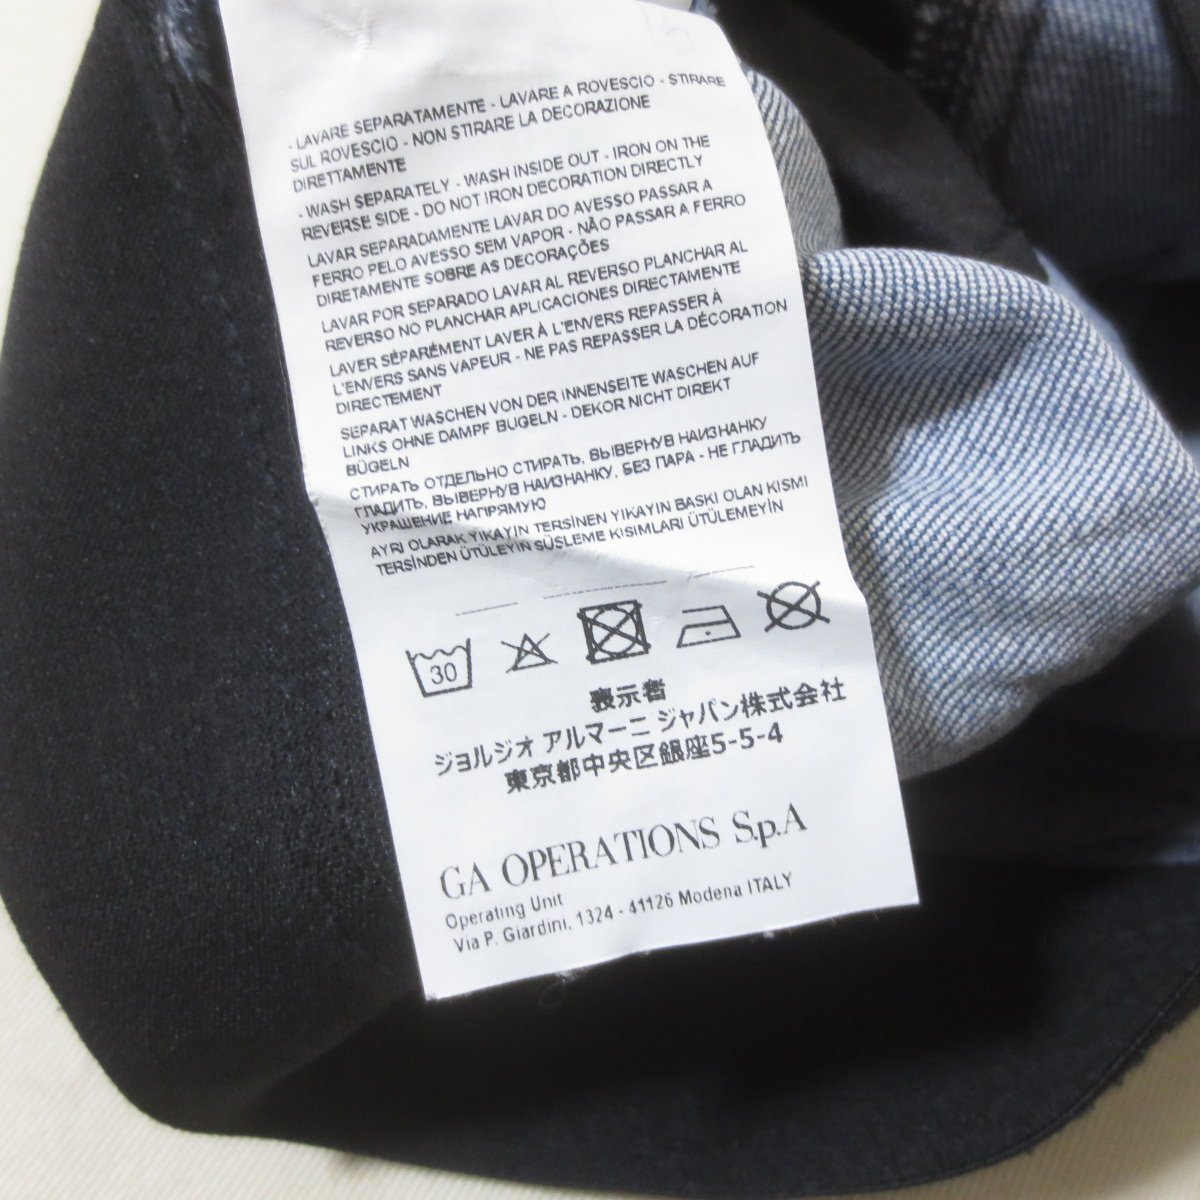 - LAVARE SEPARATAMENTE - LAVARE A ROVESCIO - STIRARE
SUL ROVESCIO - NON STIRARE LA DECORAZIONE
DIRETTAMENTE
- WASH SEPARATELY - WASH INSIDE OUT - IRON ON THE
REVERSE SIDE - DO NOT IRON DECORATION DIRECTLY
LAVAR SEPARADAMENTE LAVAR DO AVESSO PASSAR A
FERRO PELO AVESSO SEM VAPOR - NÃO PASSAR A FERRO
DIRETAMENTE SOBRE AS DECORAÇÕES
LAVAR POR SEPARADO LAVAR AL REVERSO PLANCHAR AL
REVERSO NO PLANCHAR APLICACIONES DIRECTAMENTE
LAVER SÉPARÉMENT LAVER À L'ENVERS REPASSER À
L'ENVERS SANS VAPEUR - NE PAS REPASSER LA DÉCORATION
DIRECTEMENT
SEPARAT WASCHEN VON DER INNENSEITE WASCHEN AUF
LINKS OHNE DAMPF BÜGELN - DEKOR NICHT DIREKT
BÜGELN
СТИРАТЬ ОТДЕЛЬНО СТИРАТЬ, ВЫВЕРНУВ НАИЗНАНКУ
ГЛАДИТЬ, ВЫВЕРНУВ НАИЗНАНКУ, БЕЗ ПАРА - НЕ ГЛАДИТЬ
УКРАШЕНИЕ НАПРЯМУЮ
AYRI OLARAK YIKAYIN TERSİNEN YIKAYIN BASKI OLAN KISMI
TERSİNDEN ÜTÜLEYİN SÜSLEME KISIMLARI ÜTÜLEMEYİN
30
表示者
ジョルジオ アルマーニ ジャパン株式会社
東京都中央区銀座5-5-4
GA OPERATIONS S.p.A
Operating Unit
Via P. Giardini, 1324 - 41126 Modena ITALY